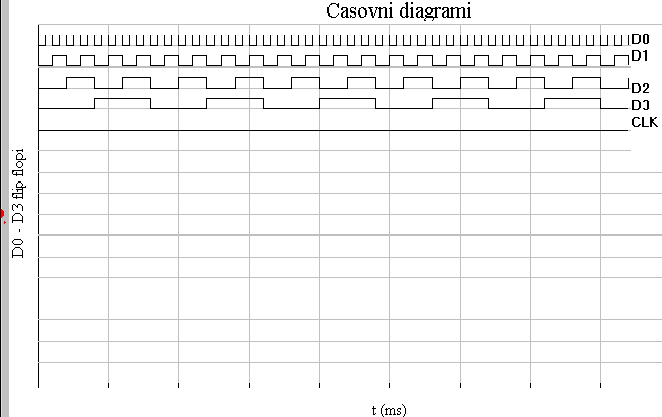 Casovni diagrami
D0
D1
D2
D3
CLK
D0 - D3 flip flopi
t (ms)